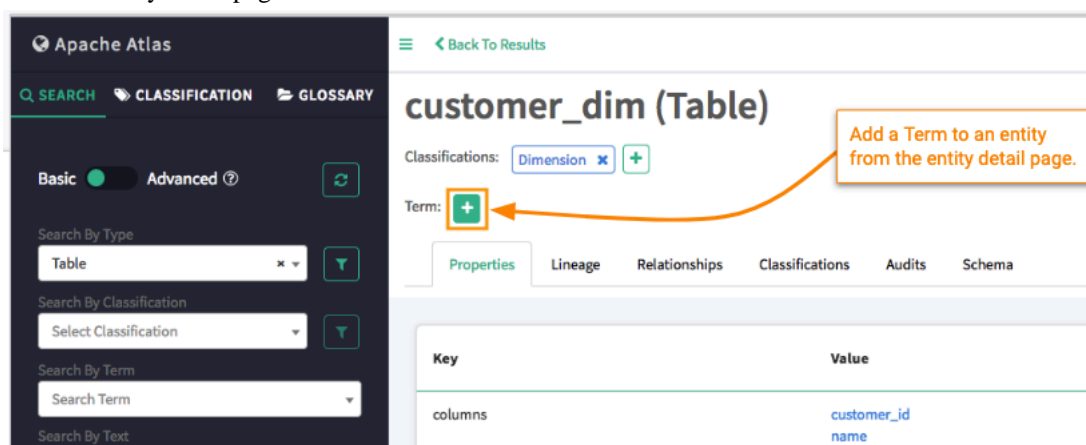 Apache Atlas
Back To Results
SEARCH CLASSIFICATION GLOSSARY
customer_dim (Table)
Add a Term to an entity
from the entity detail page.
Classifications: Dimension × +
Basic Advanced ?
Term: +
Search By Type
Table ×
Properties Lineage Relationships Classifications Audits Schema
Search By Classification
Select Classification
Key Value
Search By Term
Search Term
columns customer_id
name
Search By Text